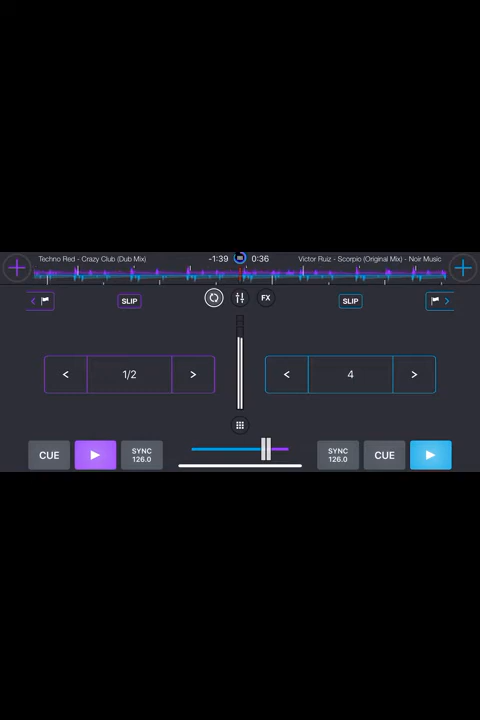 Techno Red - Crazy Club (Dub Mix) -1:39 0:36 Victor Ruiz - Scorpio (Original Mix) - Noir Music
SLIP FX SLIP
< 1/2 > < 4 >
CUE SYNC 126.0 SYNC 126.0 CUE